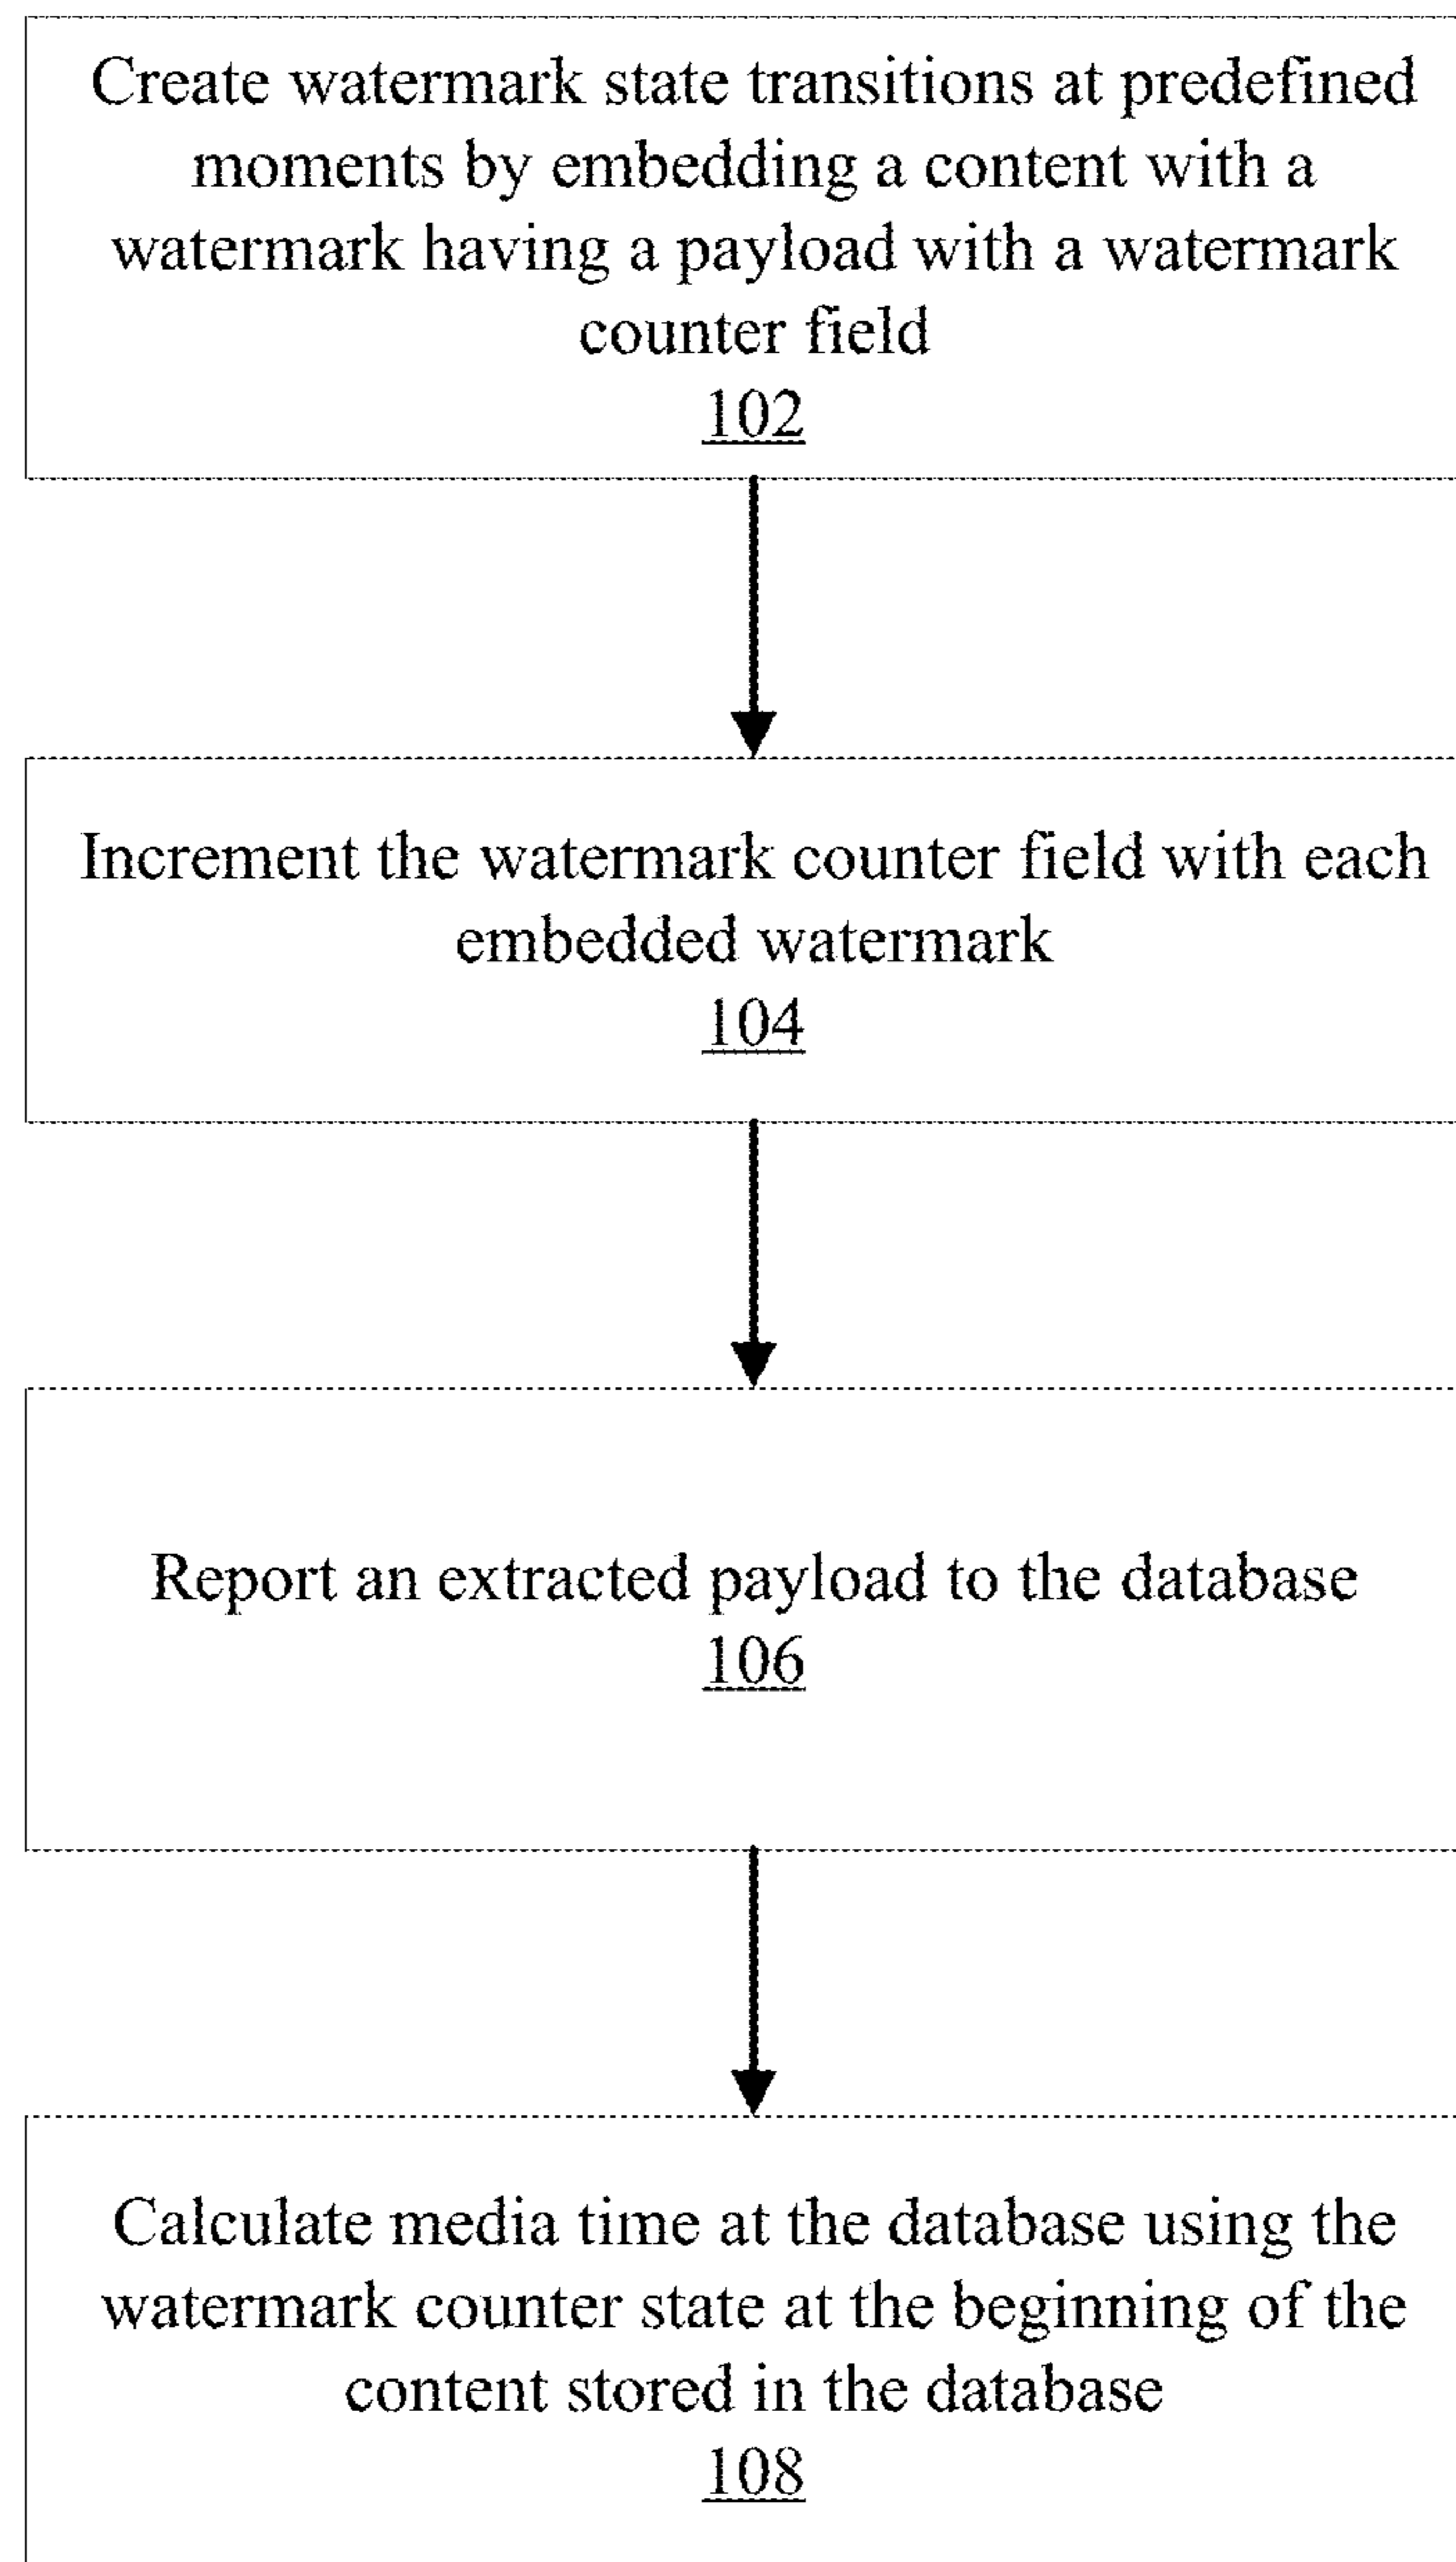 Create watermark state transitions at predefined
moments by embedding a content with a
watermark having a payload with a watermark
counter field
102
Increment the watermark counter field with each
embedded watermark
104
Report an extracted payload to the database
106
Calculate media time at the database using the
watermark counter state at the beginning of the
content stored in the database
108